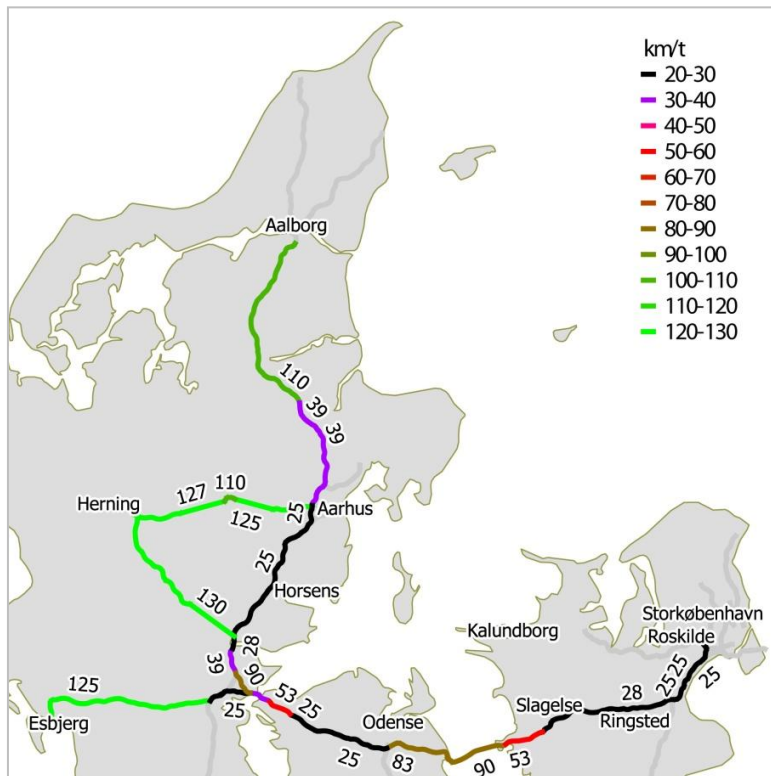 km/t
20-30
30-40
40-50
50-60
60-70
70-80
80-90
90-100
100-110
110-120
120-130
Aalborg
110
39
39
127
110
Herning
125
25
Aarhus
25
Horsens
130
28
39
90
125
Esbjerg
25
53
25
Odense
25
83
Kalundborg
Storkøbenhavn
Roskilde
Slagelse
28
25
25
25
Ringsted
53
90